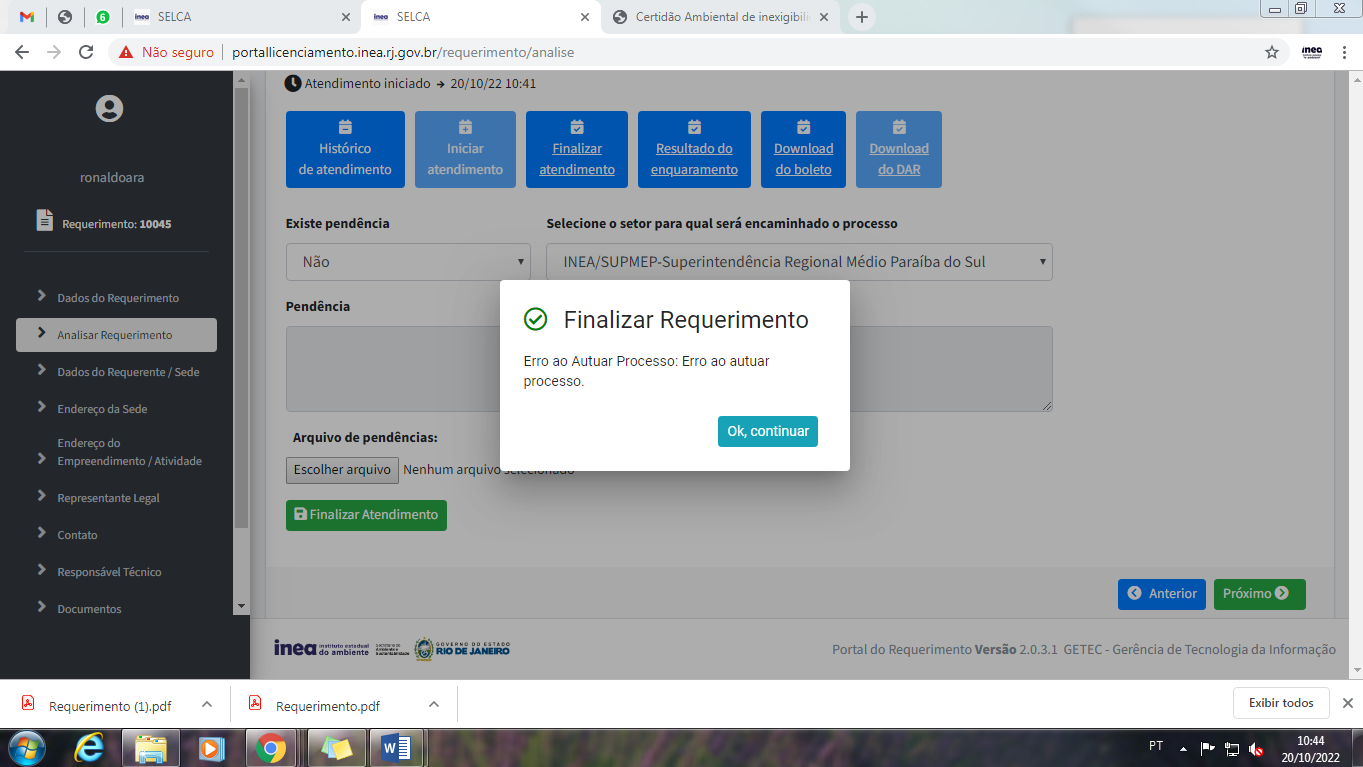 6
inea SELCA
inea SELCA
Certidão Ambiental de inexigibili
Não seguro
portallicenciamento.inea.rj.gov.br/requerimento/analise
inea
ronaldoara
Requerimento: 10045
Dados do Requerimento
Analisar Requerimento
Dados do Requerente / Sede
Endereço da Sede
Endereço do
Empreendimento / Atividade
Representante Legal
Contato
Responsável Técnico
Documentos
Atendimento iniciado → 20/10/22 10:41
Histórico
de atendimento
Iniciar
atendimento
Finalizar
atendimento
Resultado do
enquaramento
Download
do boleto
Download
do DAR
Existe pendência
Selecione o setor para qual será encaminhado o processo
Não
INEA/SUPMEP-Superintendência Regional Médio Paraíba do Sul
Pendência
Finalizar Requerimento
Erro ao Autuar Processo: Erro ao autuar
processo.
Ok, continuar
Arquivo de pendências:
Escolher arquivo Nenhum arquivo selecionado
Finalizar Atendimento
Anterior
Próximo
inea instituto estadual
do ambiente
GOVERNO DO ESTADO
RIO DE JANEIRO
Portal do Requerimento Versão 2.0.3.1 GETEC - Gerência de Tecnologia da Informação
Requerimento (1).pdf
Requerimento.pdf
Exibir todos
PT
10:44
20/10/2022